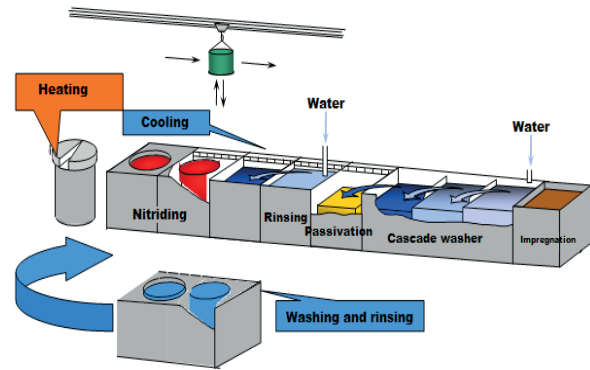 Heating
Cooling
Water
Water
Nitriding
Rinsing
Passivation
Cascade washer
Impregnation
Washing and rinsing